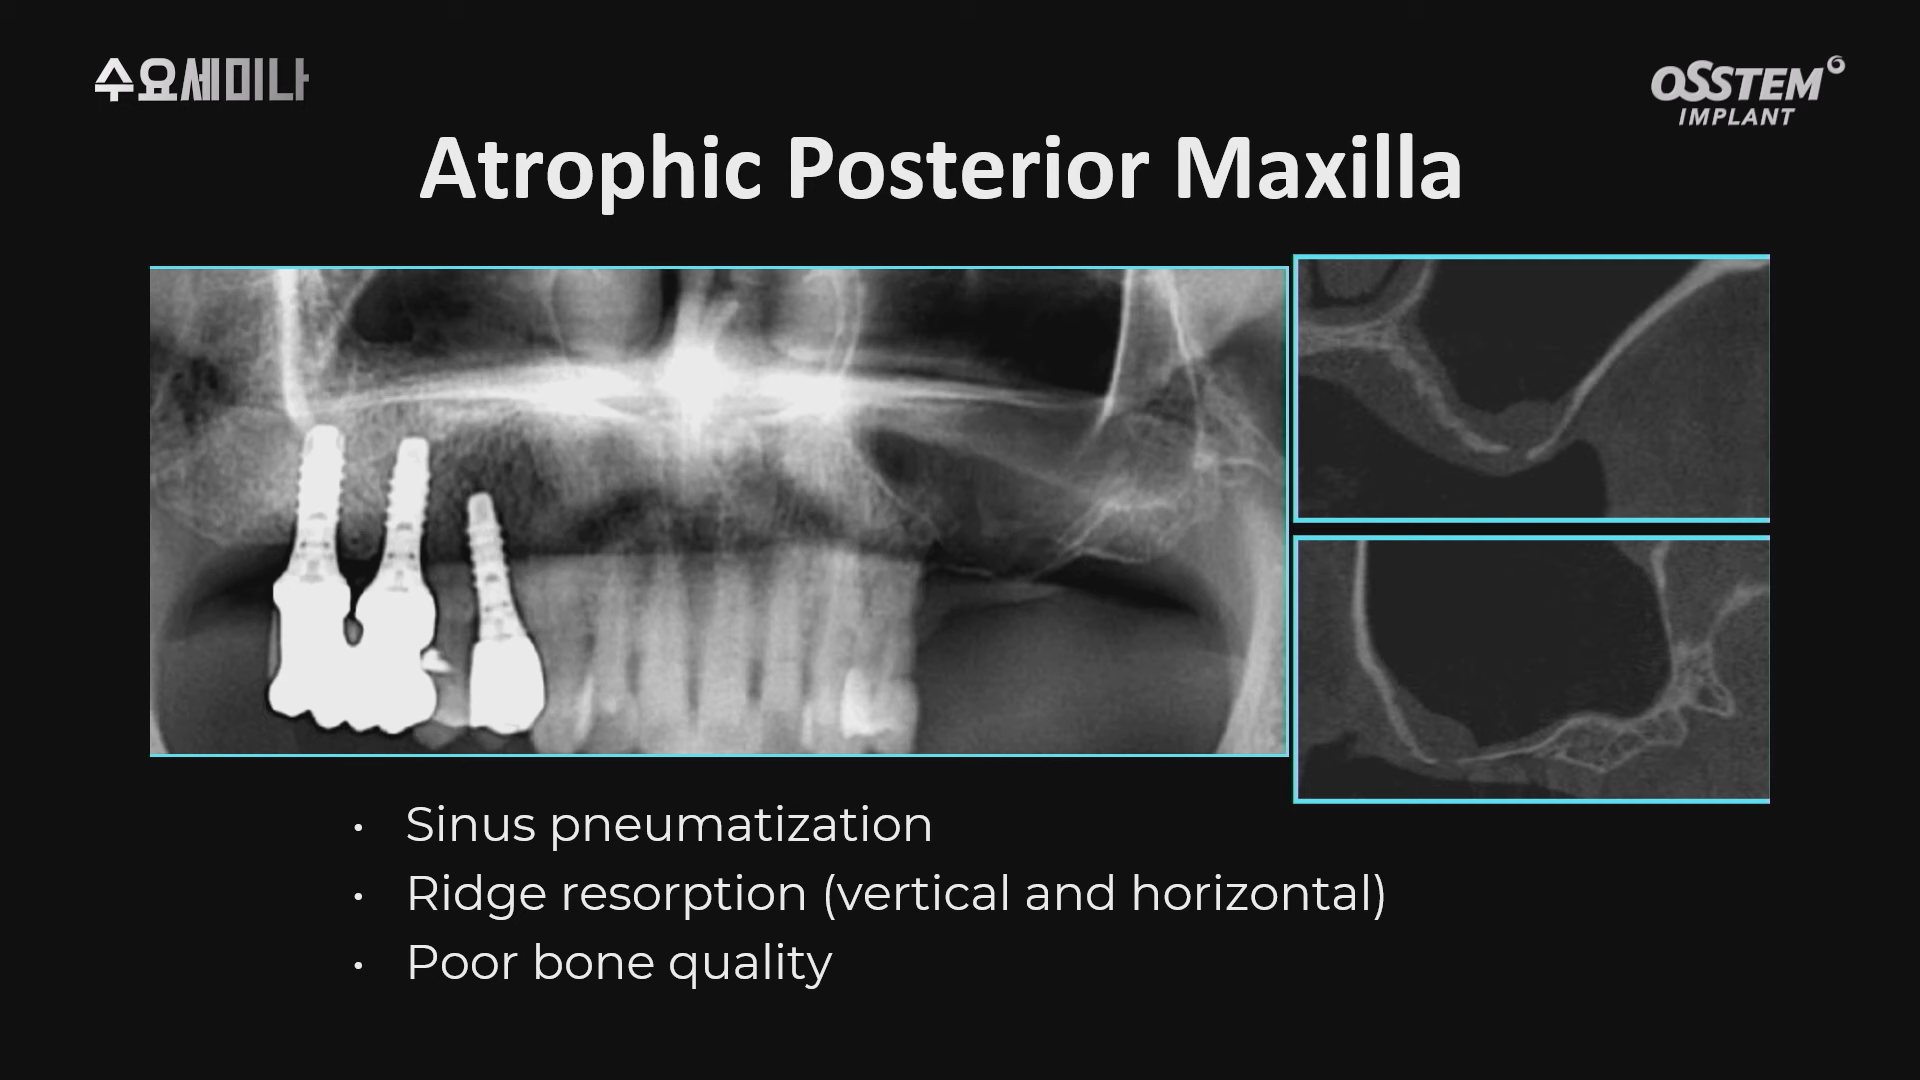 수요세미나
OSSTEM
IMPLANT
Atrophic Posterior Maxilla
• Sinus pneumatization
• Ridge resorption (vertical and horizontal)
• Poor bone quality